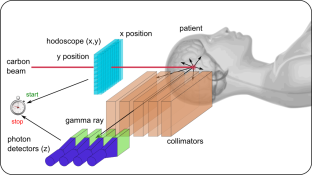 x position
patient
hodoscope (x,y)
y position
carbon
beam
start
stop
gamma ray
photon
detectors (z)
collimators